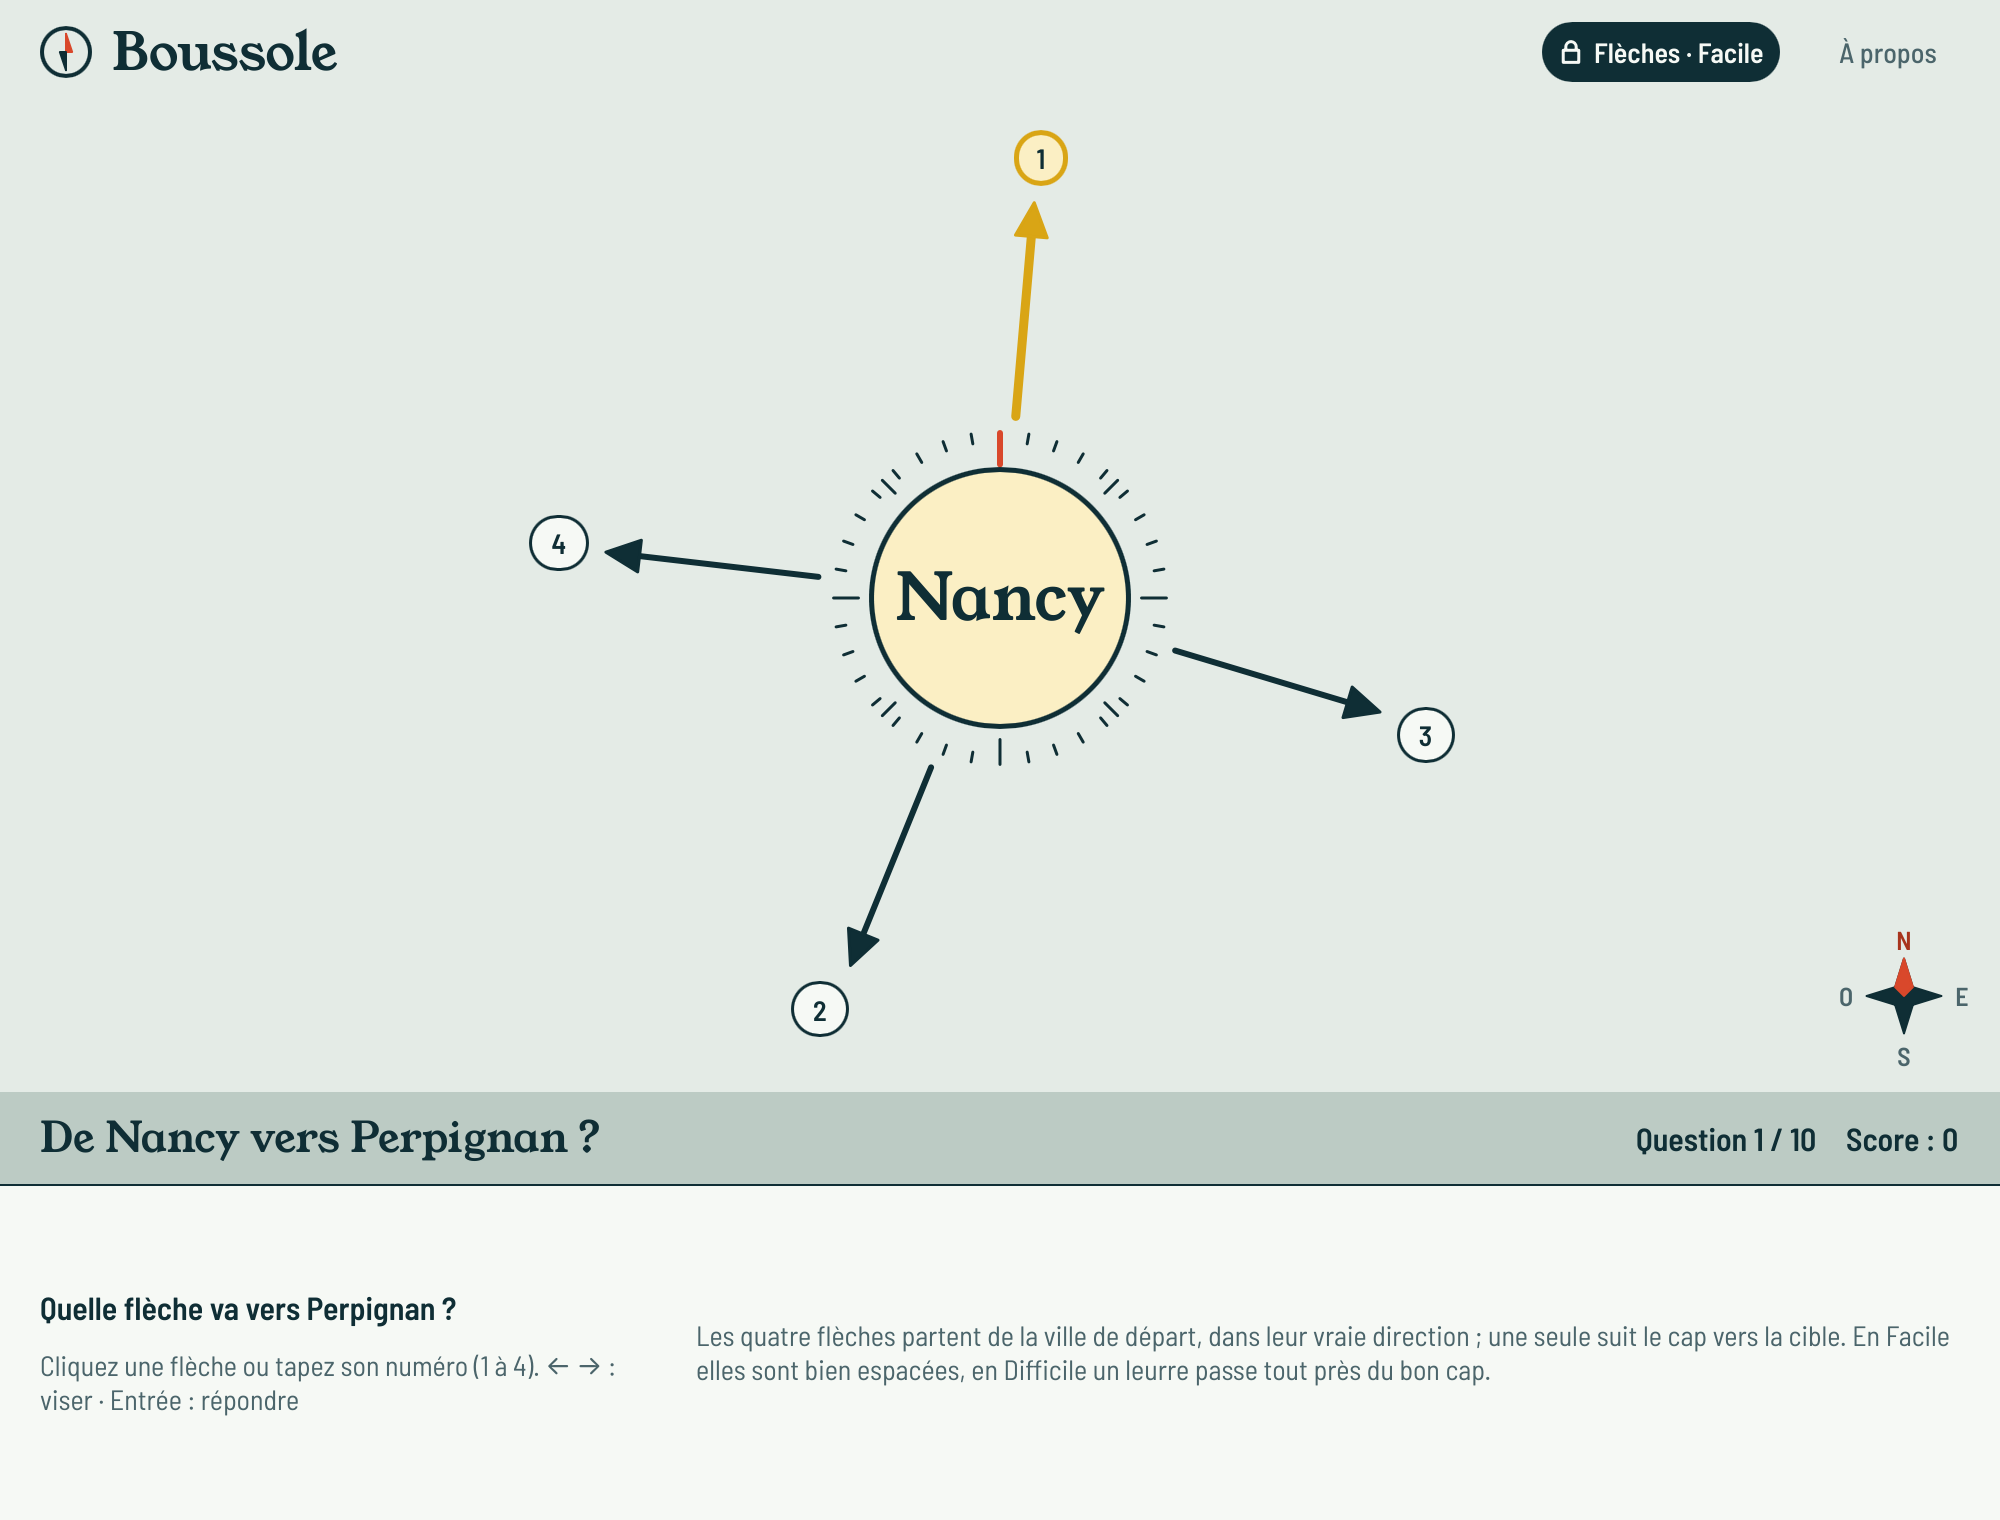 Boussole
Flèches · Facile
À propos
1
4
Nancy
3
2
N
O
E
S
De Nancy vers Perpignan ?
Question 1 / 10
Score : 0
Quelle flèche va vers Perpignan ?
Cliquez une flèche ou tapez son numéro (1 à 4). ← → :
viser · Entrée : répondre
Les quatre flèches partent de la ville de départ, dans leur vraie direction ; une seule suit le cap vers la cible. En Facile
elles sont bien espacées, en Difficile un leurre passe tout près du bon cap.